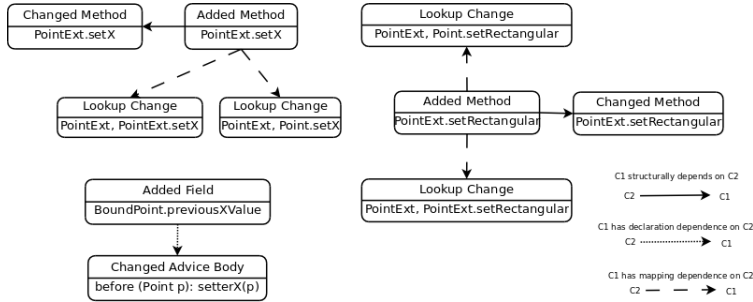 Changed Method
PointExt.setX
Added Method
PointExt.setX
Lookup Change
PointExt, PointExt.setX
Lookup Change
PointExt, Point.setX
Added Field
BoundPoint.previousXValue
Changed Advice Body
before (Point p): setterX(p)
Lookup Change
PointExt, Point.setRectangular
Added Method
PointExt.setRectangular
Changed Method
PointExt.setRectangular
Lookup Change
PointExt, PointExt.setRectangular
C1 structurally depends on C2
C2 C1
C1 has declaration dependence on C2
C2 C1
C1 has mapping dependence on C2
C2 C1